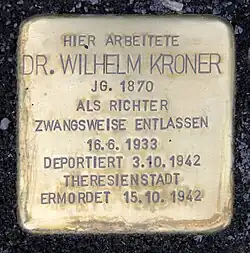 HIER ARBEITETE
DR. WILHELM KRONER
JG. 1870
ALS RICHTER
ZWANGSWEISE ENTLASSEN
16.6. 1933
DEPORTIERT 3.10.1942
THERESIENSTADT
ERMORDET 15.10.1942